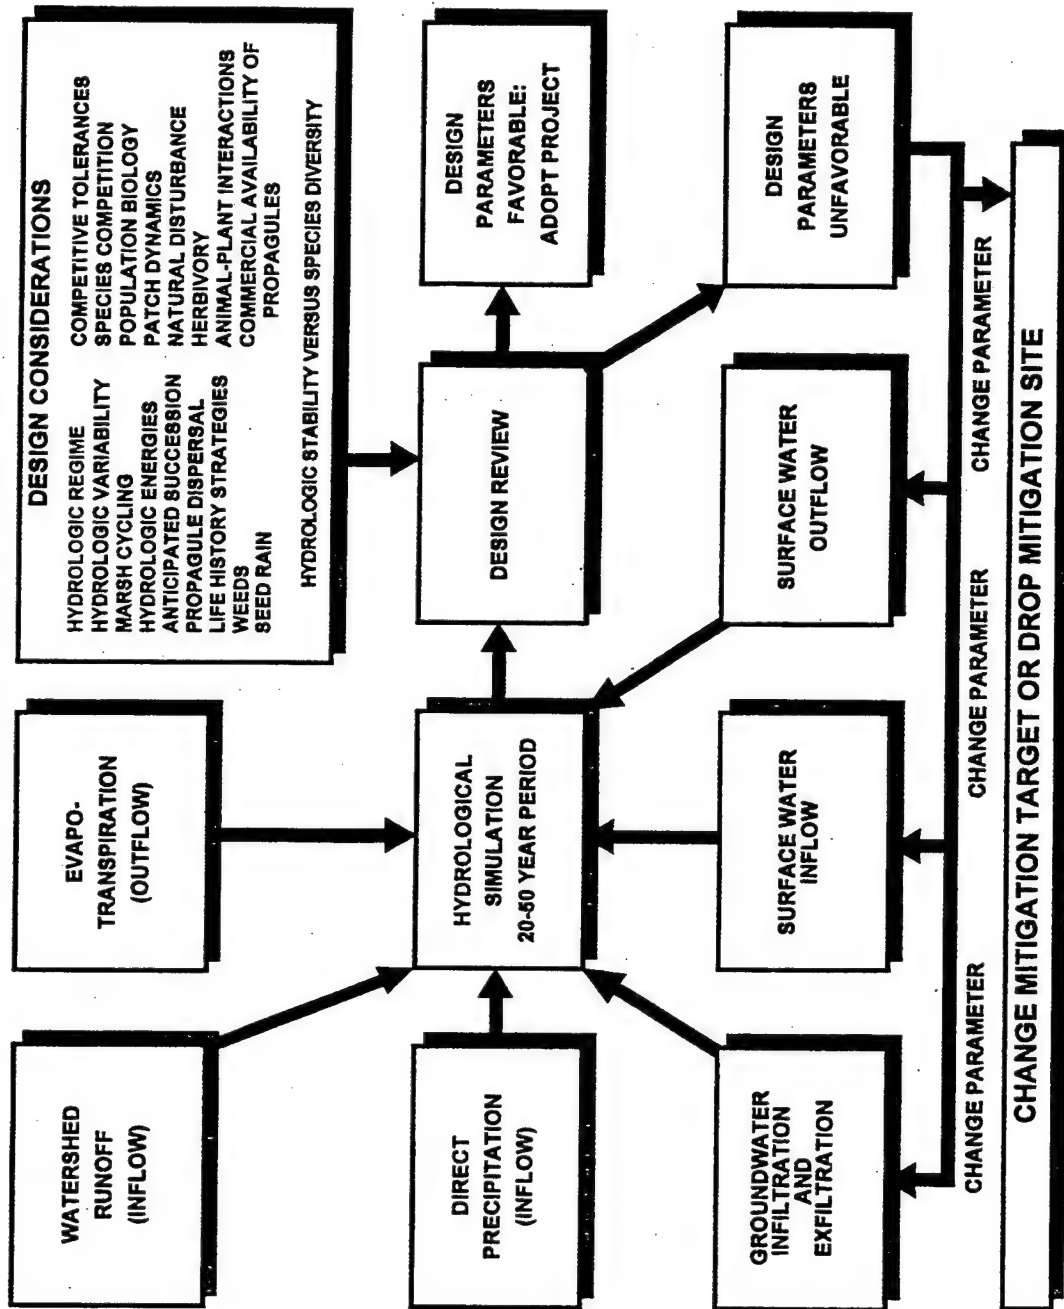 WATERSHED
RUNOFF
(INFLOW)
EVAPO-
TRANSPIRATION
(OUTFLOW)
DESIGN CONSIDERATIONS
HYDROLOGIC REGIME
HYDROLOGIC VARIABILITY
MARSH CYCLING
HYDROLOGIC ENERGIES
ANTICIPATED SUCCESSION
PROPAGULE DISPERSAL
LIFE HISTORY STRATEGIES
WEEDS
SEED RAIN
COMPETITIVE TOLERANCES
SPECIES COMPETITION
POPULATION BIOLOGY
PATCH DYNAMICS
NATURAL DISTURBANCE
HERBIVORY
ANIMAL-PLANT INTERACTIONS
COMMERCIAL AVAILABILITY OF
PROPAGULES
HYDROLOGIC STABILITY VERSUS SPECIES DIVERSITY
DIRECT
PRECIPITATION
(INFLOW)
HYDROLOGICAL
SIMULATION
20-50 YEAR PERIOD
DESIGN REVIEW
DESIGN
PARAMETERS
FAVORABLE:
ADOPT PROJECT
GROUNDWATER
INFILTRATION
AND
EXFILTRATION
SURFACE WATER
INFLOW
SURFACE WATER
OUTFLOW
DESIGN
PARAMETERS
UNFAVORABLE
CHANGE PARAMETER
CHANGE PARAMETER
CHANGE PARAMETER
CHANGE MITIGATION TARGET OR DROP MITIGATION SITE